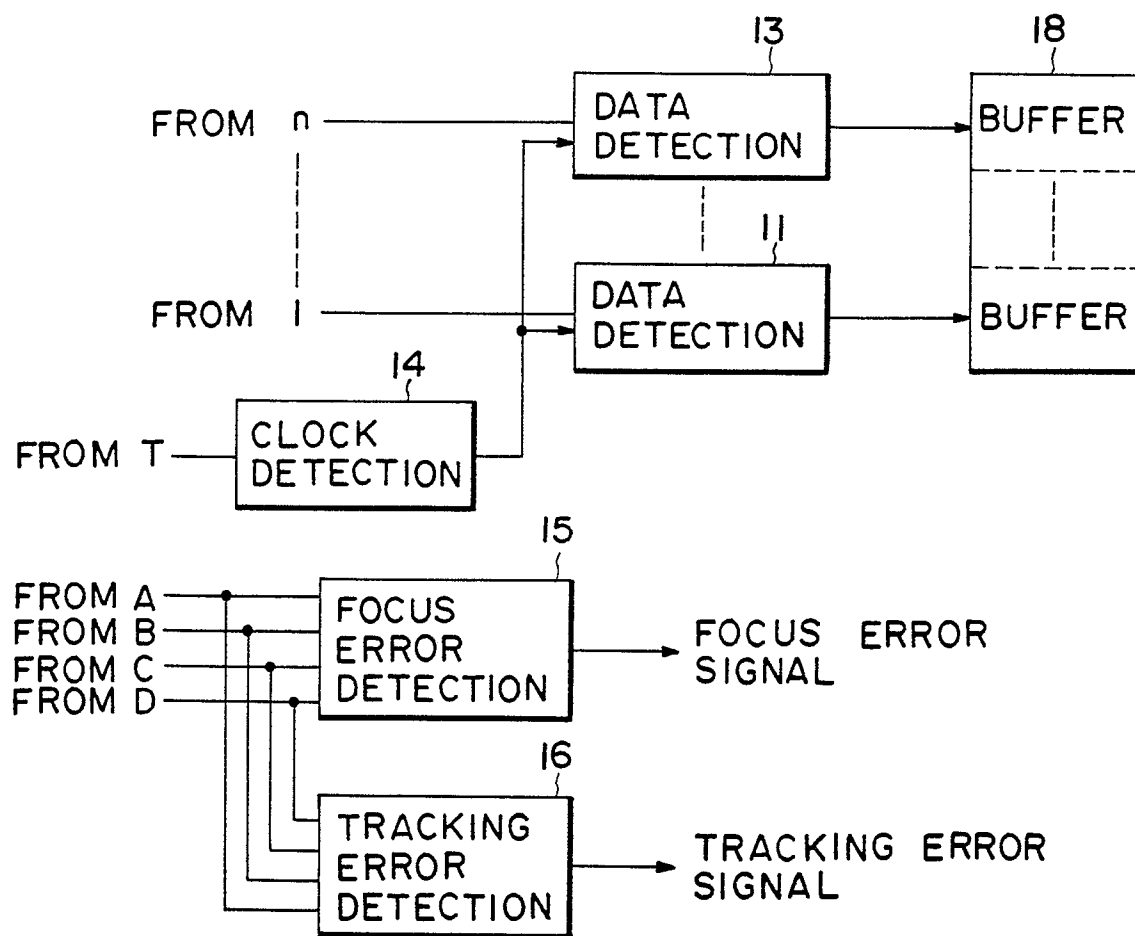 13
18
FROM n
DATA
DETECTION
BUFFER
11
FROM 1
DATA
DETECTION
BUFFER
14
FROM T
CLOCK
DETECTION
15
FROM A
FROM B
FROM C
FROM D
FOCUS
ERROR
DETECTION
FOCUS ERROR
SIGNAL
16
TRACKING
ERROR
DETECTION
TRACKING ERROR
SIGNAL